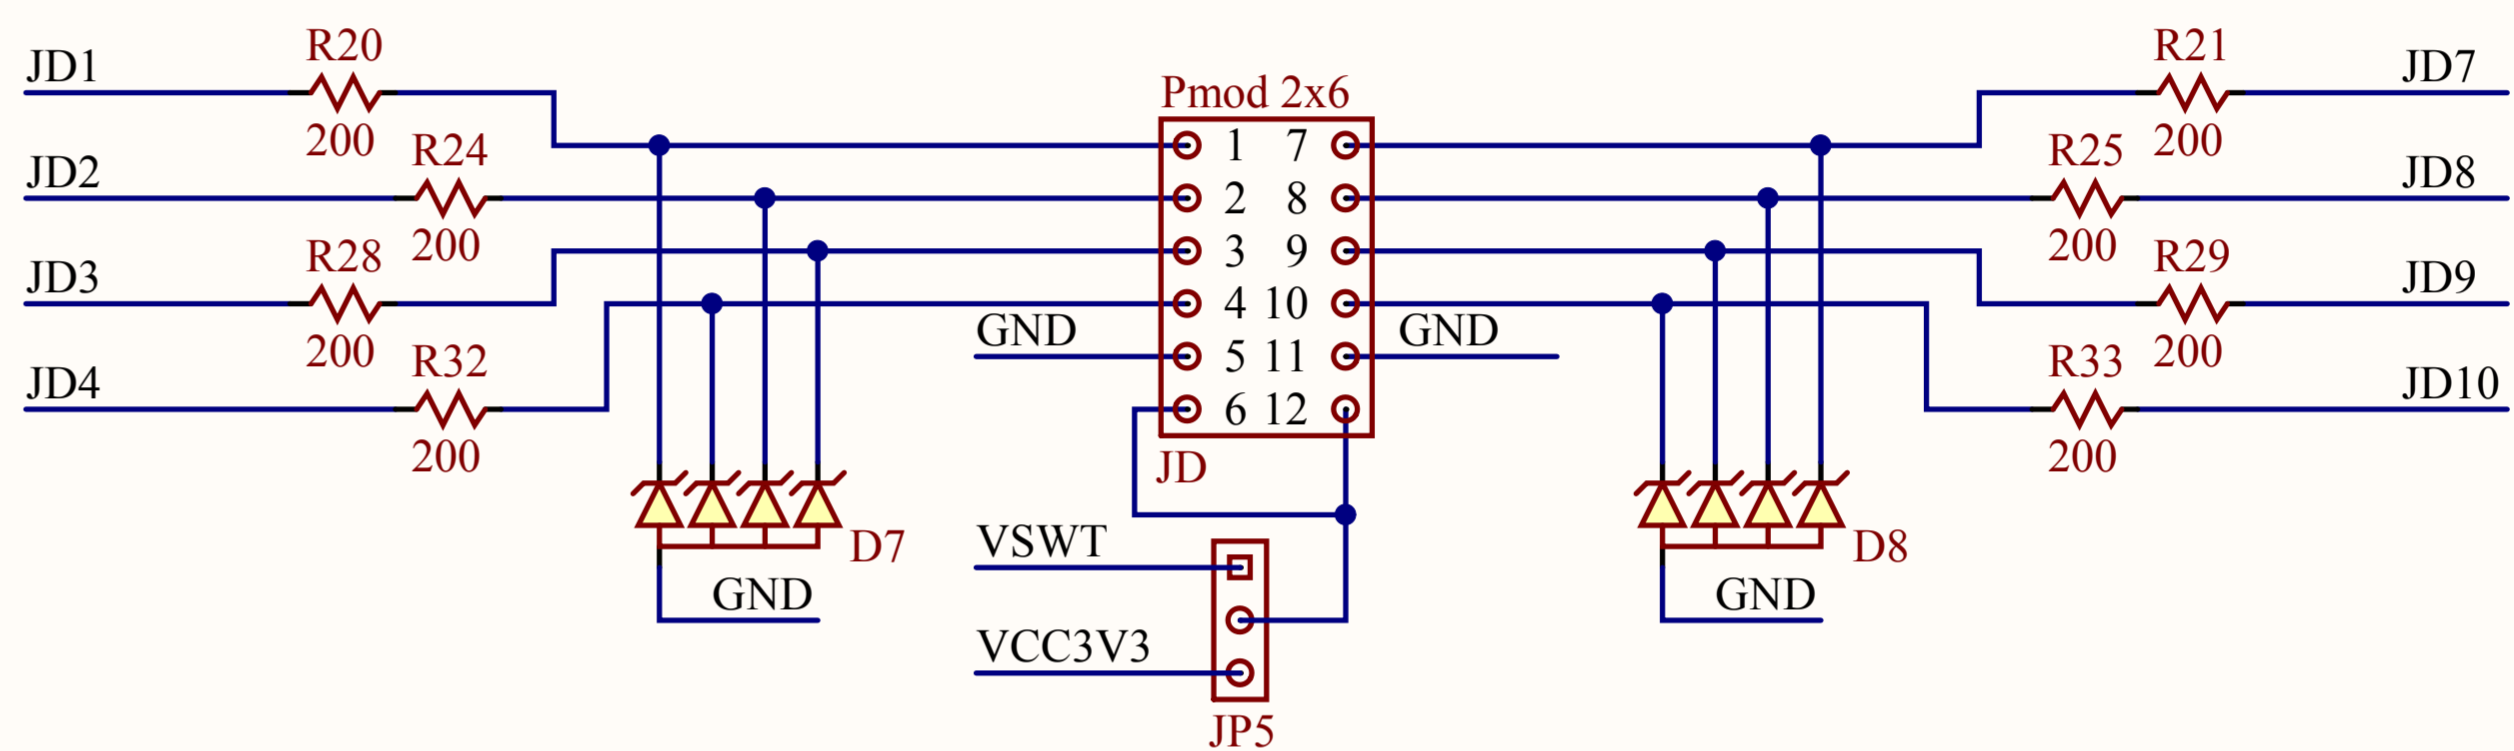 JD1
R20
200
JD2
R24
200
JD3
R28
200
JD4
R32
200
Pmod 2x6
1 7
2 8
3 9
4 10
5 11
6 12
GND
GND
JD
R21
200
JD7
R25
200
JD8
R29
200
JD9
R33
200
JD10
D7
GND
VSWT
VCC3V3
JP5
D8
GND